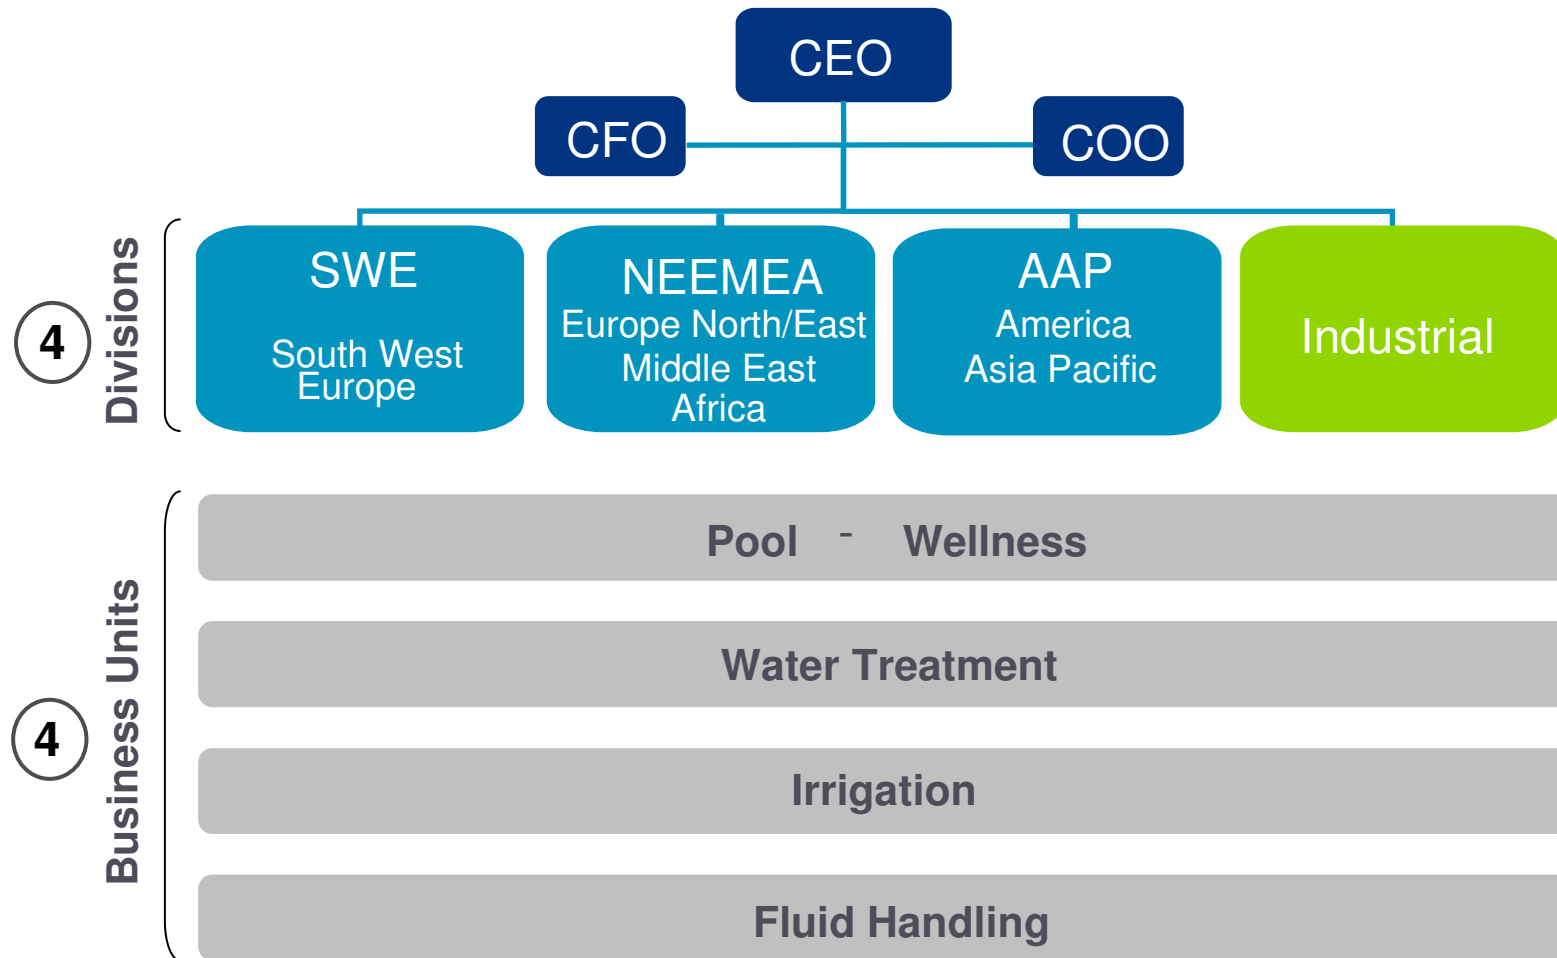 CEO
CFO
COO
4
Divisions
SWE
South West
Europe
NEEMEA
Europe North/East
Middle East
Africa
AAP
America
Asia Pacific
Industrial
4
Business Units
Pool - Wellness
Water Treatment
Irrigation
Fluid Handling